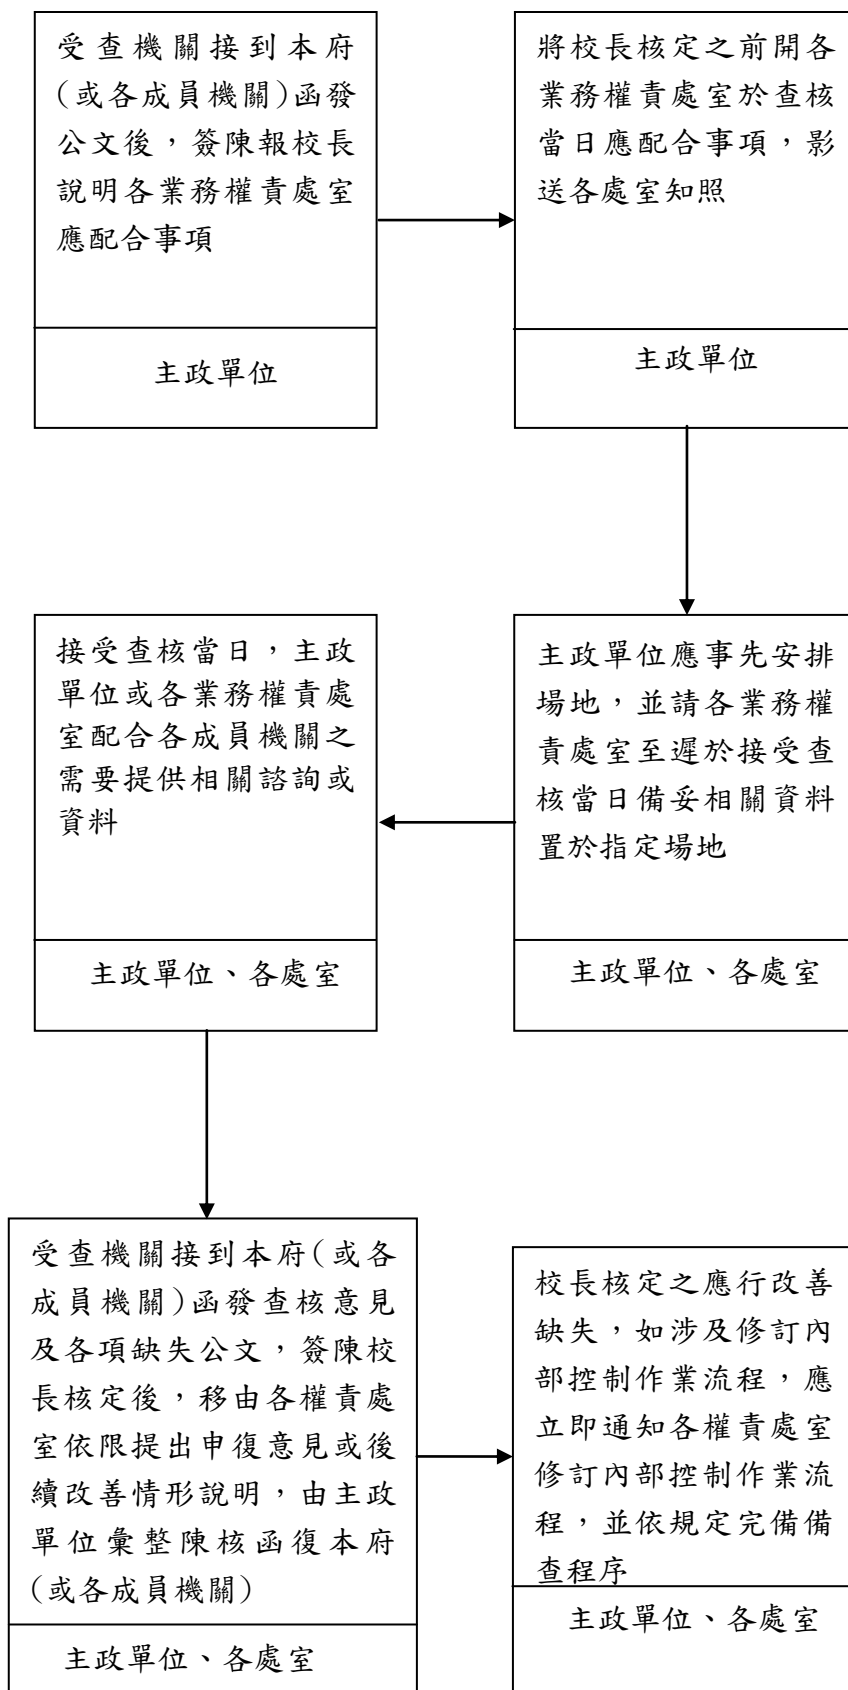 受查機關接到本府
(或各成員機關)函發
公文後，簽陳報校長
說明各業務權責處室
應配合事項
主政單位
將校長核定之前開各
業務權責處室於查核
當日應配合事項，影
送各處室知照
主政單位
主政單位應事先安排
場地，並請各業務權
責處室至遲於接受查
核當日備妥相關資料
置於指定場地
主政單位、各處室
接受查核當日，主政
單位或各業務權責處
室配合各成員機關之
需要提供相關諮詢或
資料
主政單位、各處室
受查機關接到本府(或各
成員機關)函發查核意見
及各項缺失公文，簽陳校
長核定後，移由各權責處
室依限提出申復意見或後
續改善情形說明，由主政
單位彙整陳核函復本府
(或各成員機關)
主政單位、各處室
校長核定之應行改善
缺失，如涉及修訂內
部控制作業流程，應
立即通知各權責處室
修訂內部控制作業流
程，並依規定完備備
查程序
主政單位、各處室